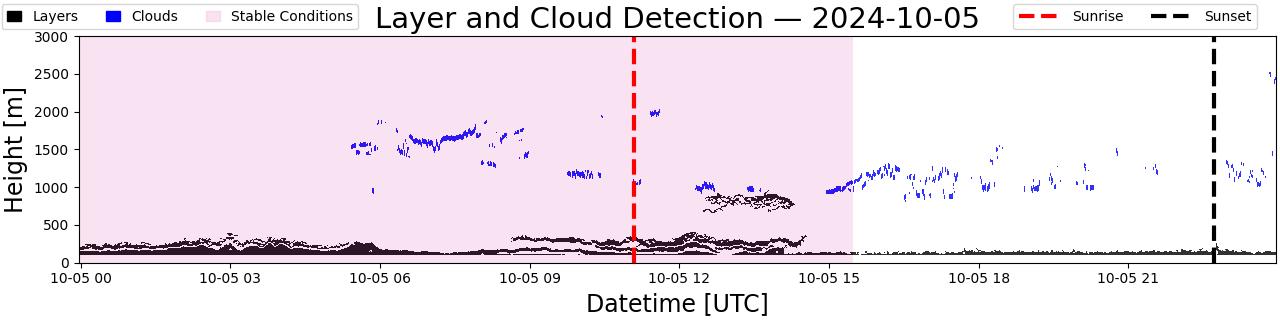 Layers
Clouds
Stable Conditions
Layer and Cloud Detection — 2024-10-05
Sunrise
Sunset
3000
2500
2000
1500
1000
500
0
Height [m]
10-05 00
10-05 03
10-05 06
10-05 09
10-05 12
10-05 15
10-05 18
10-05 21
Datetime [UTC]